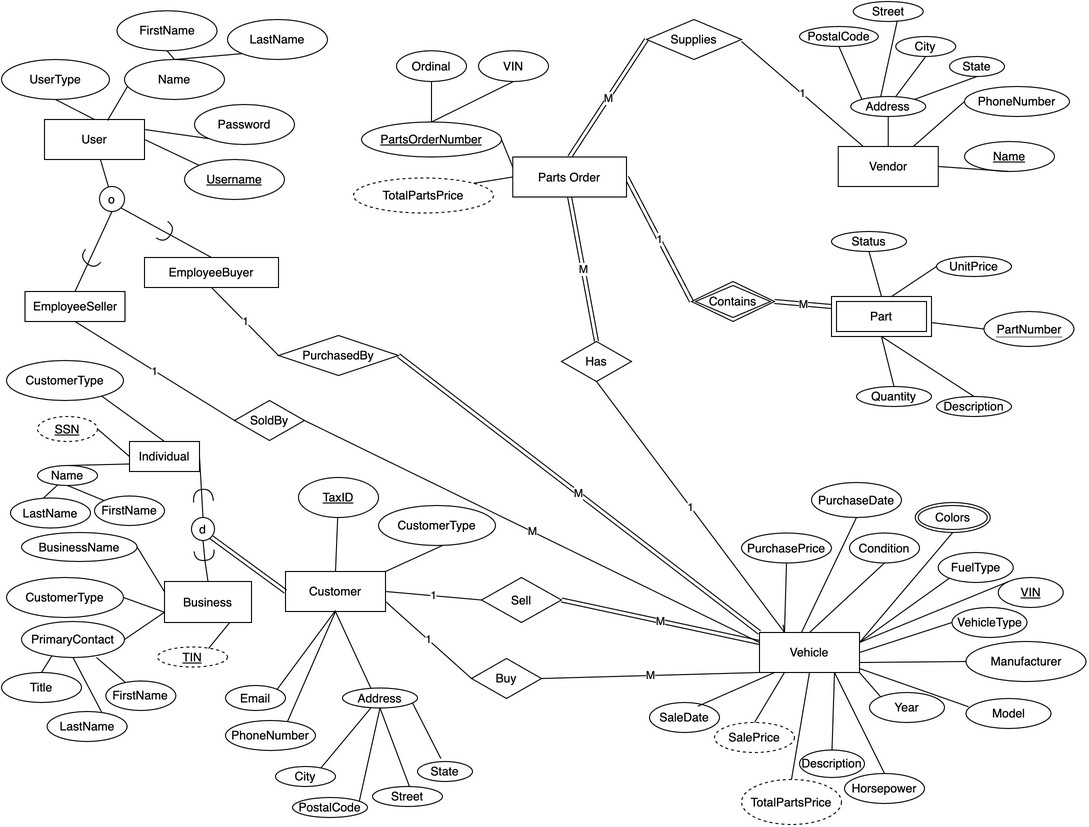 Street
FirstName
LastName
Supplies
PostalCode
City
Ordinal
VIN
State
UserType
Name
M
1
Address
PhoneNumber
User
Password
PartsOrderNumber
Vendor
Name
Username
Parts Order
TotalPartsPrice
o
1
Status
EmployeeBuyer
M
UnitPrice
EmployeeSeller
Contains
M
Part
PartNumber
1
PurchasedBy
Has
1
CustomerType
Quantity
Description
SoldBy
SSN
Individual
Name
LastName
FirstName
TaxID
M
PurchaseDate
1
Colors
d
CustomerType
M
BusinessName
PurchasePrice
Condition
FuelType
CustomerType
Business
Customer
1
Sell
VIN
M
VehicleType
PrimaryContact
1
Vehicle
Manufacturer
TIN
Title
FirstName
Buy
M
LastName
Email
Address
SaleDate
Year
Model
PhoneNumber
SalePrice
City
State
Description
PostalCode
Street
TotalPartsPrice
Horsepower